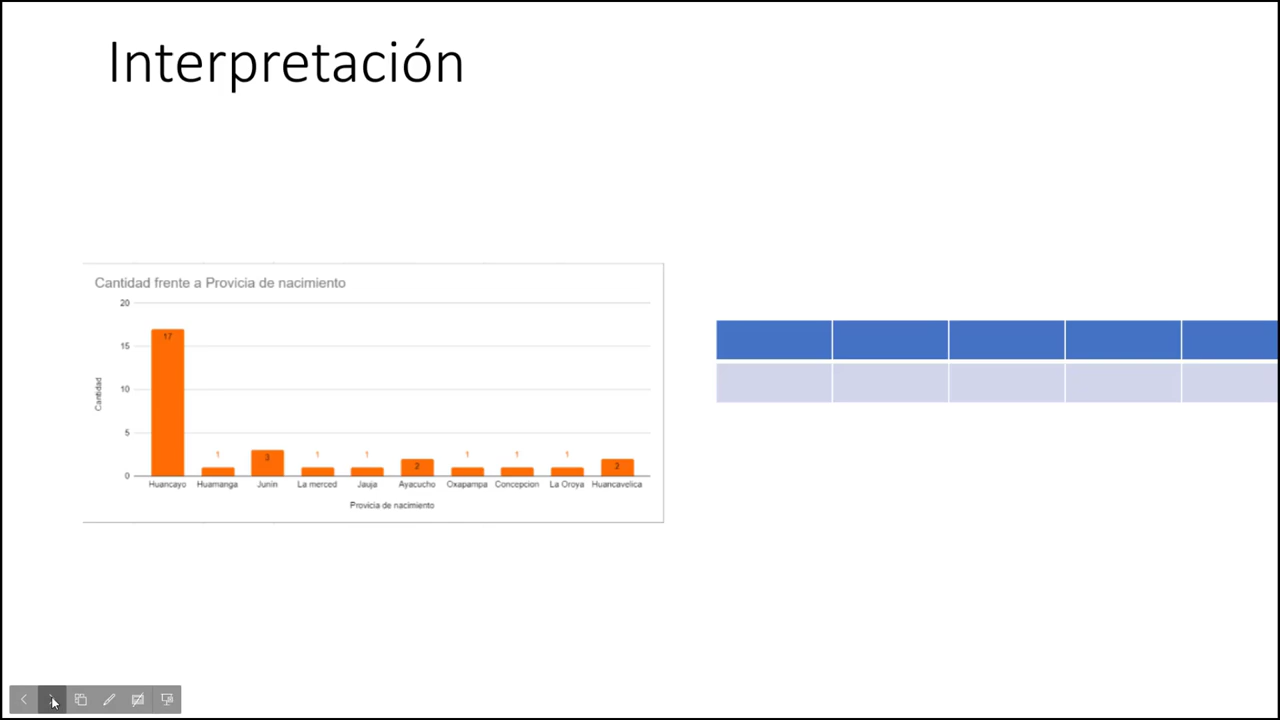 Interpretación
Cantidad frente a Provicia de nacimiento
20
15
10
5
0
Cantidad
17
1
3
1
1
2
1
1
1
2
Huancayo
Huamanga
Junín
La merced
Jauja
Ayacucho
Oxapampa
Concepcion
La Oroya
Huancavelica
Provicia de nacimiento